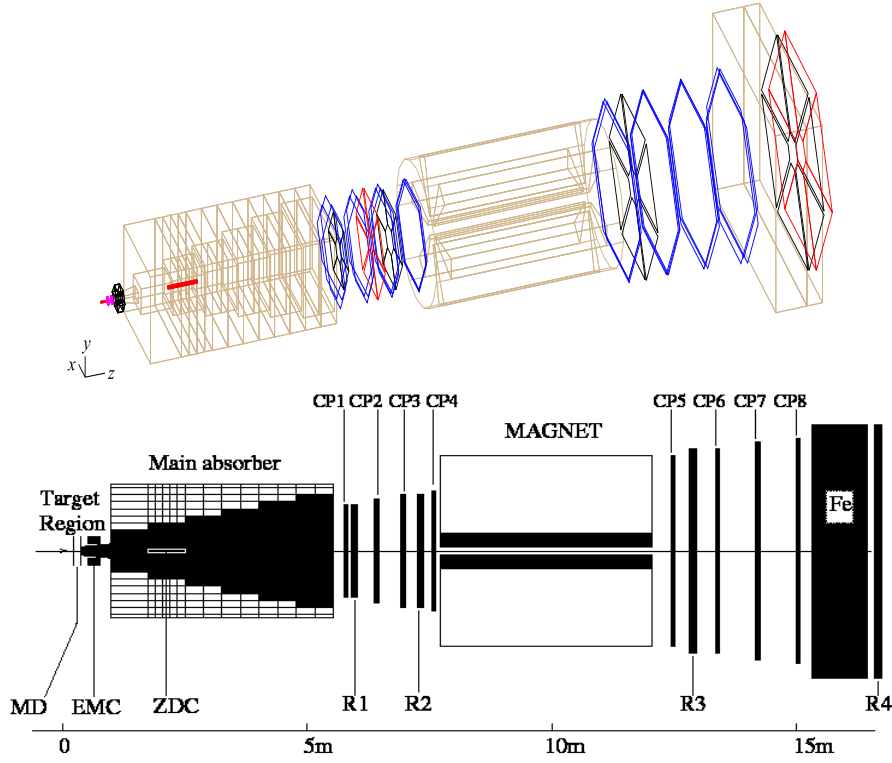 y
x
z
CP1 CP2 CP3 CP4
CP5 CP6 CP7 CP8
MAGNET
Main absorber
Target
Region
Fe
MD EMC ZDC R1 R2 R3 R4
0 5m 10m 15m